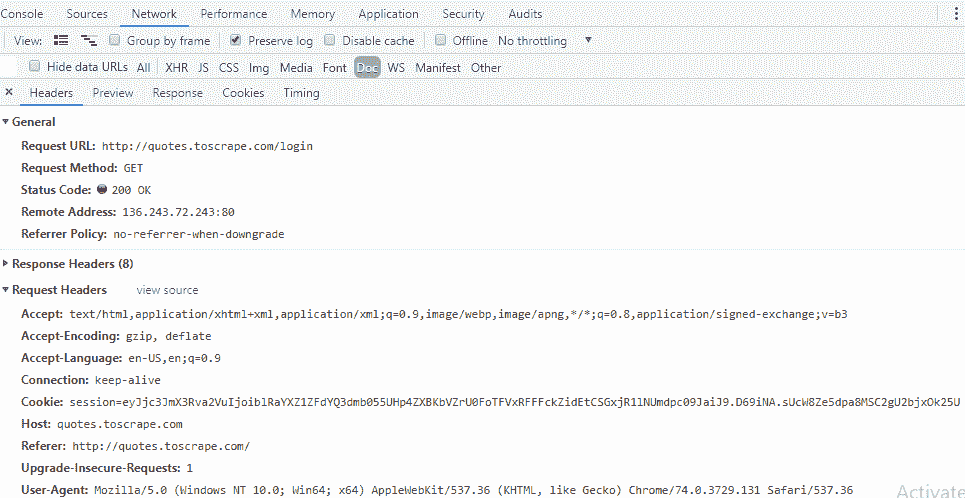 Console Sources Network Performance Memory Application Security Audits
View: Group by frame Preserve log Disable cache Offline No throttling
Hide data URLs All XHR JS CSS Img Media Font Doc WS Manifest Other
Headers Preview Response Cookies Timing
General
Request URL: http://quotes.toscrape.com/login
Request Method: GET
Status Code: 200 OK
Remote Address: 136.243.72.243:80
Referrer Policy: no-referrer-when-downgrade
Response Headers (8)
Request Headers view source
Accept: text/html,application/xhtml+xml,application/xml;q=0.9,image/webp,image/apng,*/*;q=0.8,application/signed-exchange;v=b3
Accept-Encoding: gzip, deflate
Accept-Language: en-US,en;q=0.9
Connection: keep-alive
Cookie:
Host: quotes.toscrape.com
Referer: http://quotes.toscrape.com/
Upgrade-Insecure-Requests: 1
User-Agent: Mozilla/5.0 (Windows NT 10.0; Win64; x64) AppleWebKit/537.36 (KHTML, like Gecko) Chrome/74.0.3729.131 Safari/537.36
Activate